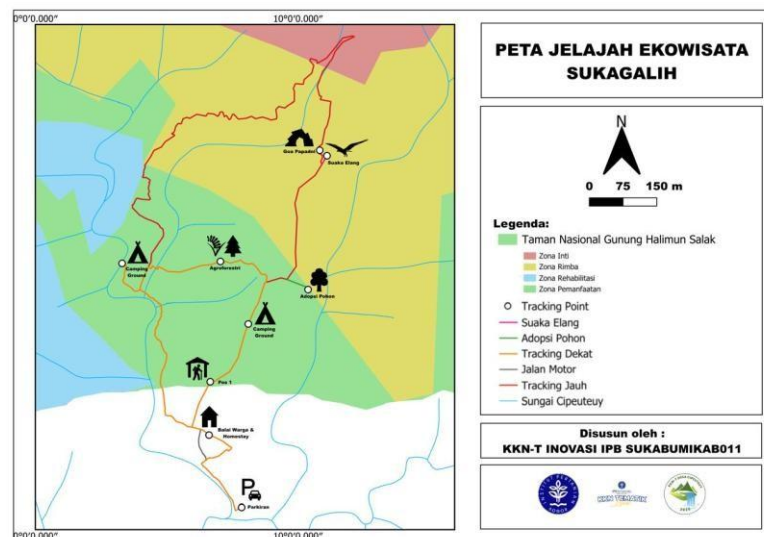 0°0'0.000"
10°0'0.000"
PETA JELAJAH EKOWISATA
SUKAGALIH
N
0 75 150 m
Legenda:
Taman Nasional Gunung Halimun Salak
Zona Inti
Zona Rimba
Zona Rehabilitasi
Zona Pemanfaatan
Tracking Point
Suaka Elang
Adopsi Pohon
Tracking Dekat
Jalan Motor
Tracking Jauh
Sungai Cipeuteuy
Disusun oleh :
KKN-T INOVASI IPB SUKABUMIKAB011
KKN TEMATIK
Suaka Elang
Camping
Ground
Agroforestri
Adopsi Pohon
Camping
Ground
Pos 1
Balai Warga &
Homestay
P
Parkiran
0°0'0.000"
10°0'0.000"